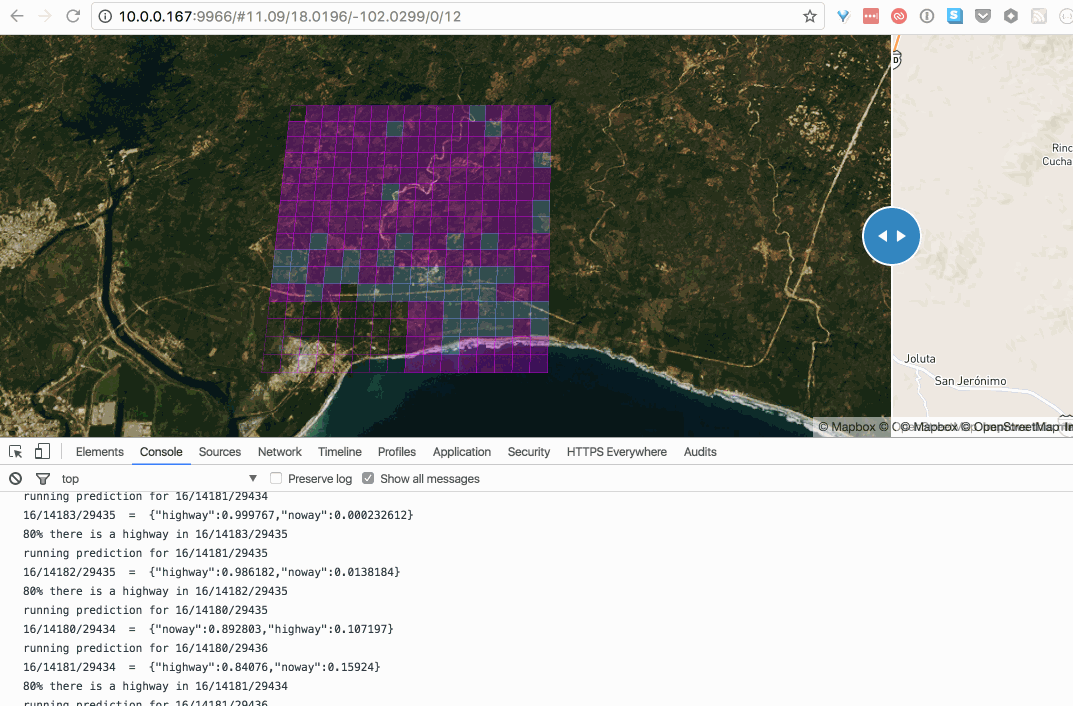 10.0.0.167:9966/#11.09/18.0196/-102.0299/0/12
D
Rinc
Cucha
Joluta
San Jerónimo
© Mapbox © O
© Mapbox © OpenStreetMap
Elements Console Sources Network Timeline Profiles Application Security HTTPS Everywhere Audits
top Preserve log Show all messages
running prediction for 16/14181/29434
16/14183/29435 = {"highway":0.999767,"noway":0.000232612}
80% there is a highway in 16/14183/29435
running prediction for 16/14181/29435
16/14182/29435 = {"highway":0.986182,"noway":0.0138184}
80% there is a highway in 16/14182/29435
running prediction for 16/14180/29435
16/14180/29434 = {"noway":0.892803,"highway":0.107197}
running prediction for 16/14180/29436
16/14181/29434 = {"highway":0.84076,"noway":0.15924}
80% there is a highway in 16/14181/29434
running prediction for 16/14181/29436